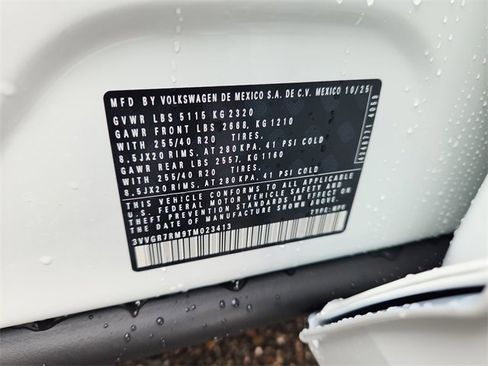 MFD BY VOLKSWAGEN DE MEXICO S.A. DE C.V. MEXICO 10/25
GVWR LBS 5115 KG 2320
GAWR FRONT LBS 2668, KG 1210
WITH 255/40 R20 TIRES.
8.5JX20 RIMS. AT 280 KPA. 41 PSI COLD
GAWR REAR LBS 2557, KG 1160
WITH 255/40 R20 TIRES.
8.5JX20 RIMS. AT 280 KPA. 41 PSI COLD
THIS VEHICLE CONFORMS TO ALL APPLICABLE
U.S. FEDERAL MOTOR VEHICLE SAFETY AND
THEFT PREVENTION STANDARDS IN EFFECT ON THE
DATE OF MANUFACTURE SHOWN ABOVE.
3VVGR7RM9TM023413 TYPE: MPV